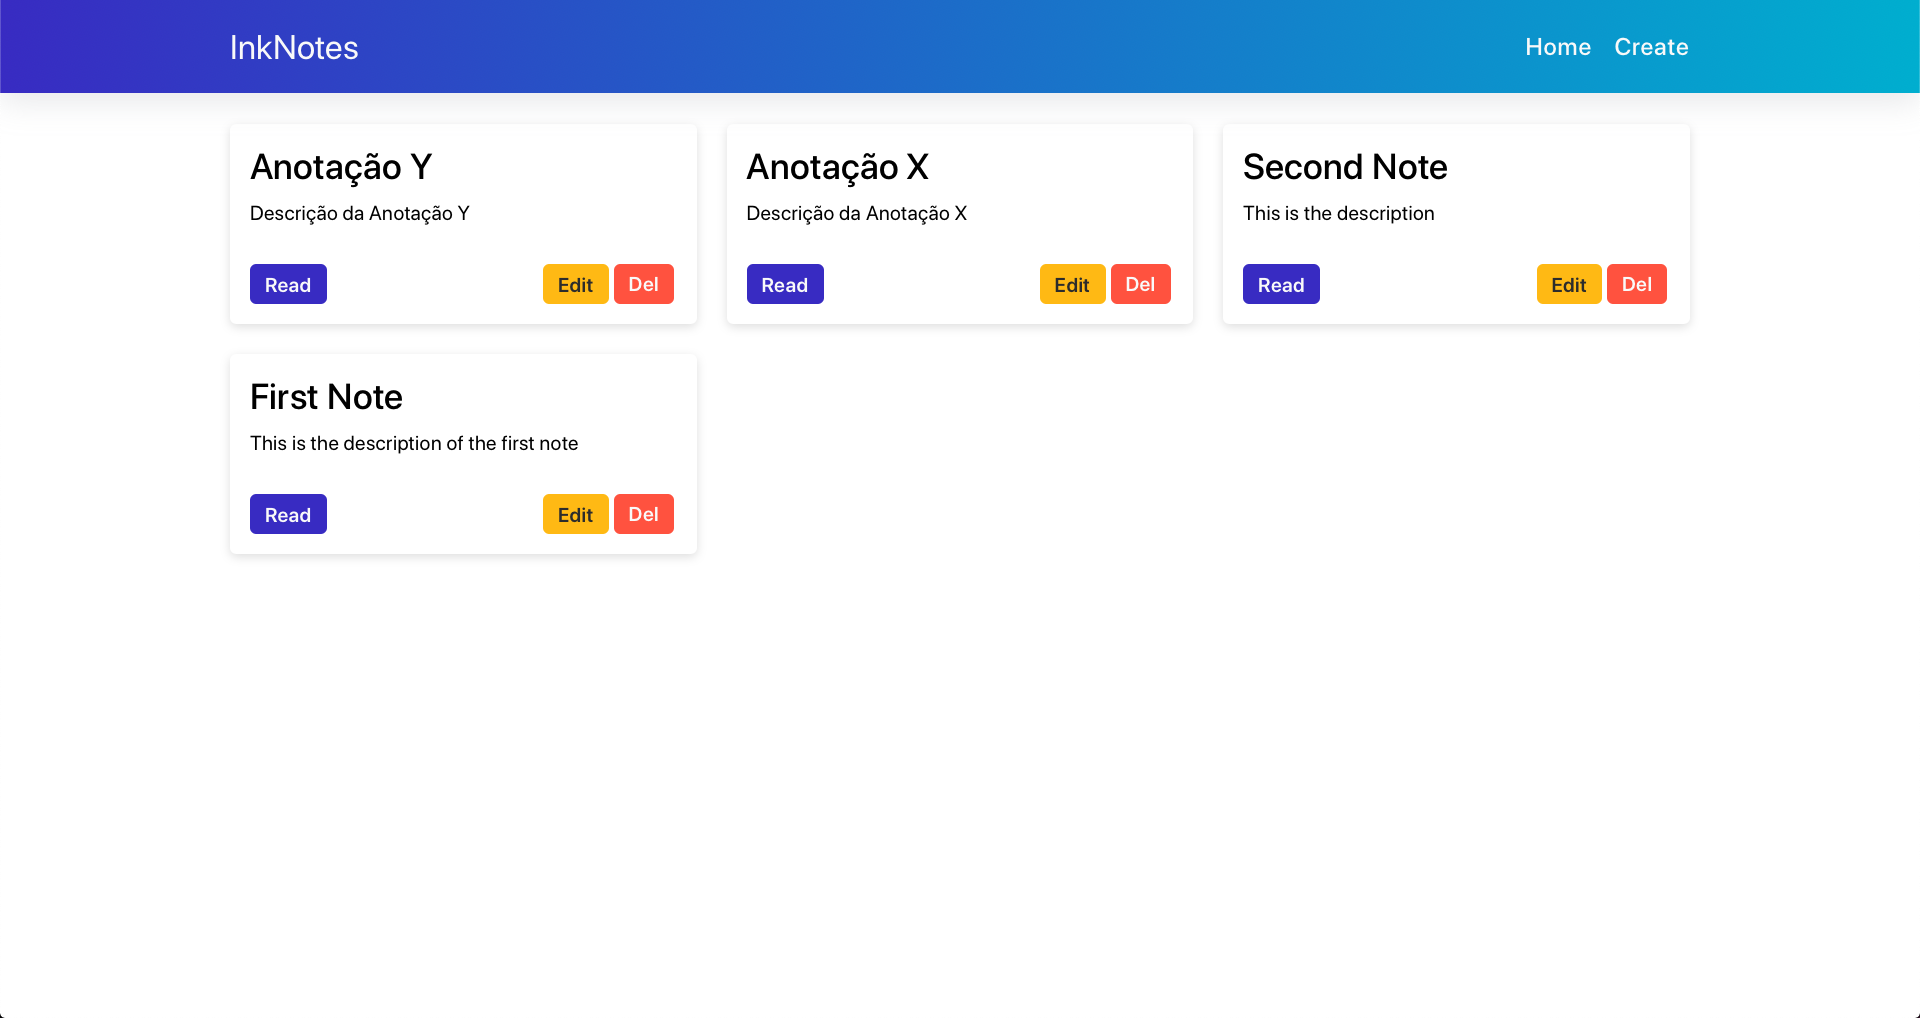 InkNotes
Home Create
Anotação Y
Descrição da Anotação Y
Read Edit Del
Anotação X
Descrição da Anotação X
Read Edit Del
Second Note
This is the description
Read Edit Del
First Note
This is the description of the first note
Read Edit Del